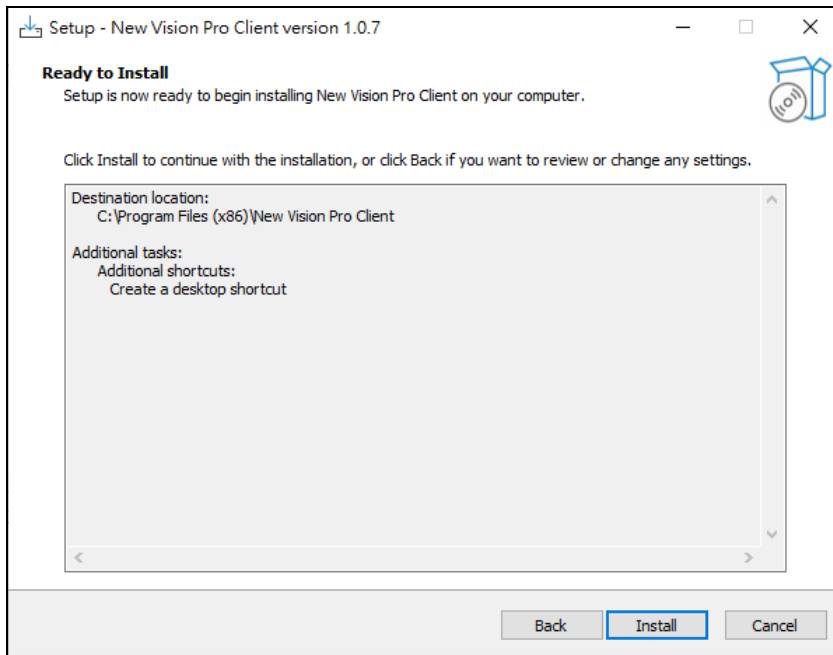 Setup - New Vision Pro Client version 1.0.7
Ready to Install
Setup is now ready to begin installing New Vision Pro Client on your computer.
Click Install to continue with the installation, or click Back if you want to review or change any settings.
Destination location:
C:\Program Files (x86)\New Vision Pro Client
Additional tasks:
Additional shortcuts:
Create a desktop shortcut
Back
Install
Cancel